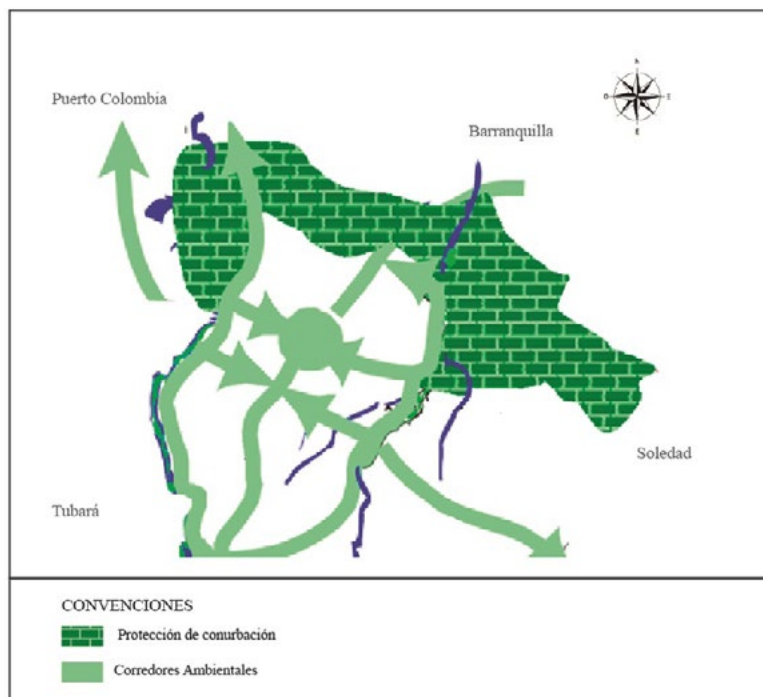 Puerto Colombia
Barranquilla
N
O
E
E
Soledad
Tubará
CONVENCIONES
Protección de conurbación
Corredores Ambientales